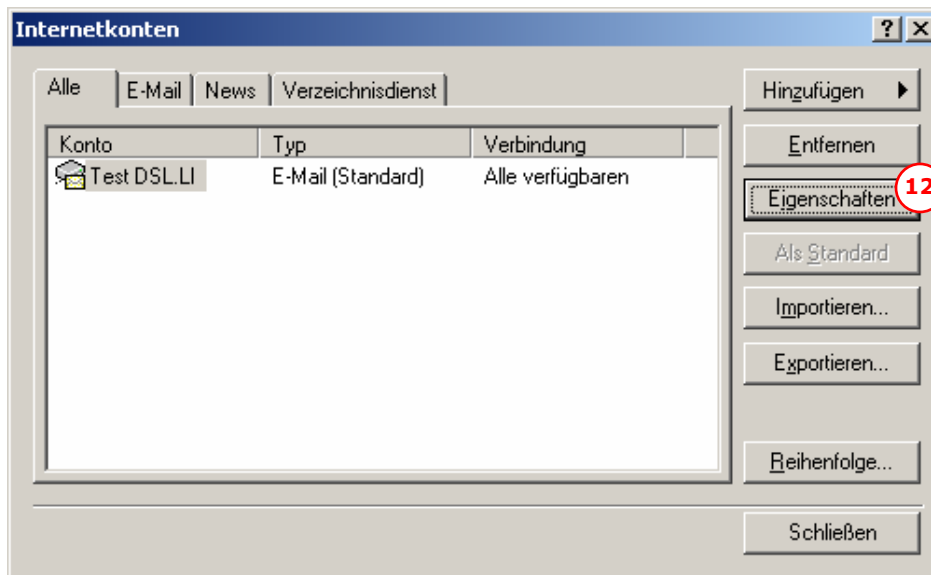 Internetkonten
Alle E-Mail News Verzeichnisdienst
Konto Typ Verbindung
Test DSL.LI E-Mail (Standard) Alle verfügbaren
Hinzufügen
Entfernen
Eigenschaften
12
Als Standard
Importieren...
Exportieren...
Reihenfolge...
Schließen